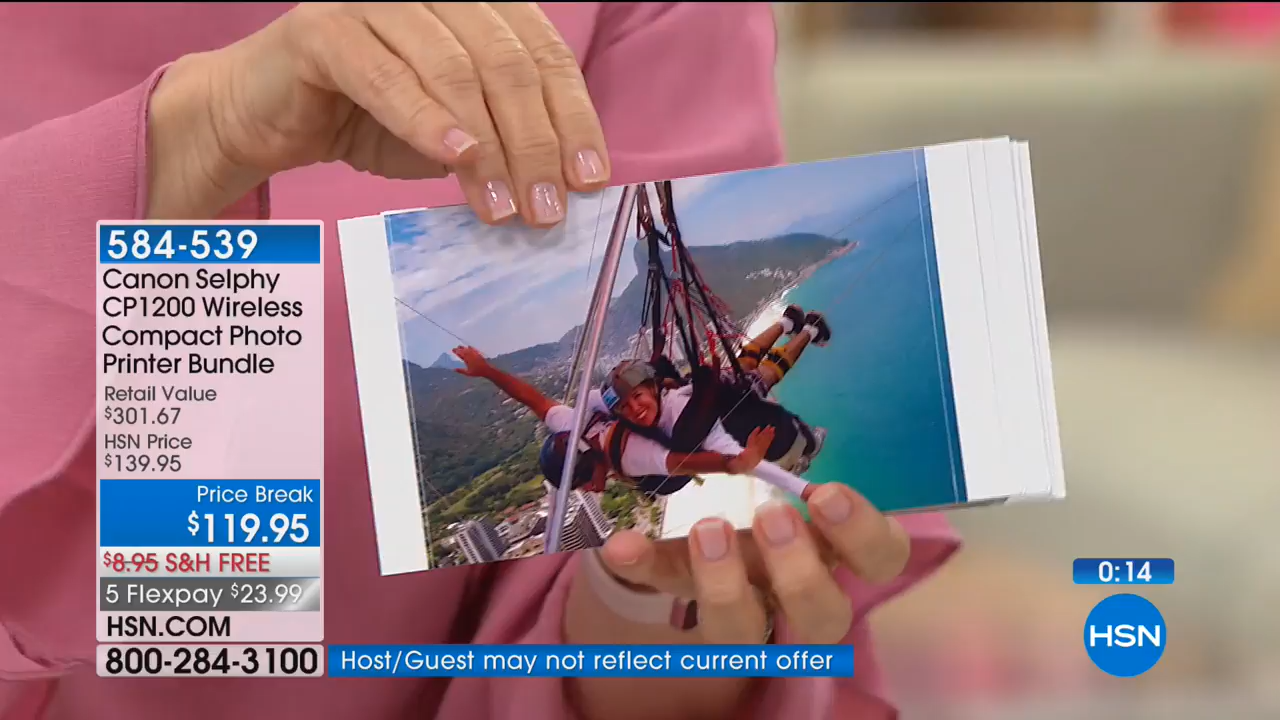 584-539
Canon Selphy
CP1200 Wireless
Compact Photo
Printer Bundle
Retail Value
$301.67
HSN Price
$139.95
Price Break
$119.95
$8.95 S&H FREE
5 Flexpay $23.99
HSN.COM
800-284-3100
Host/Guest may not reflect current offer
0:14
HSN